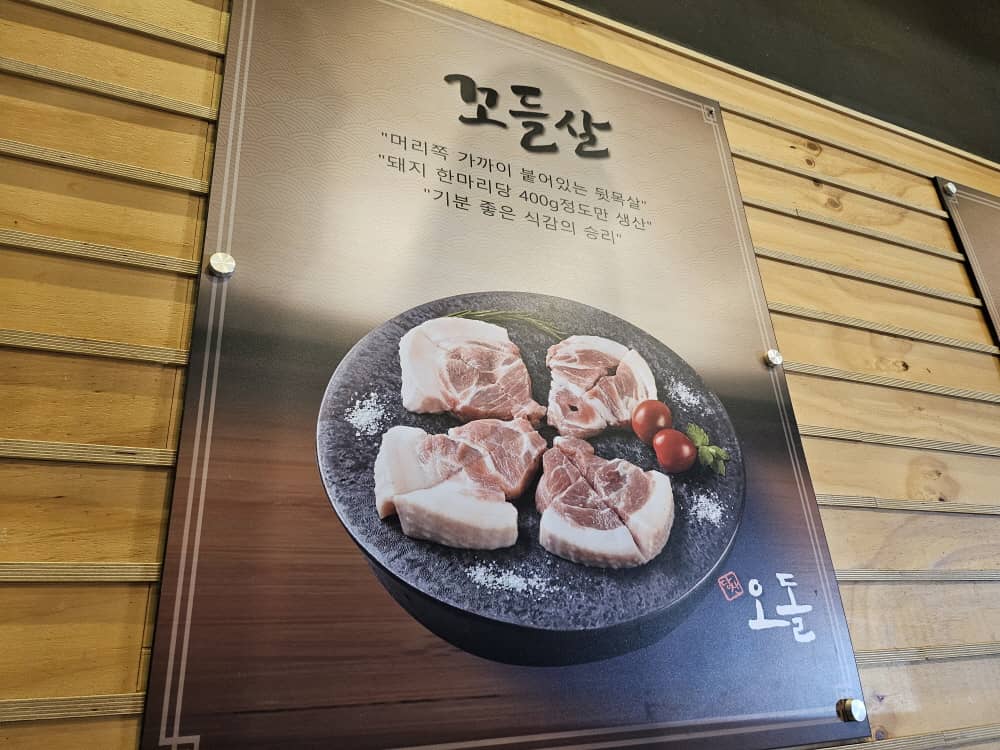 꼬들살
"머리쪽 가까이 붙어있는 뒷목살"
"돼지 한마리당 400g정도만 생산"
"기분 좋은 식감의 승리"
오돌